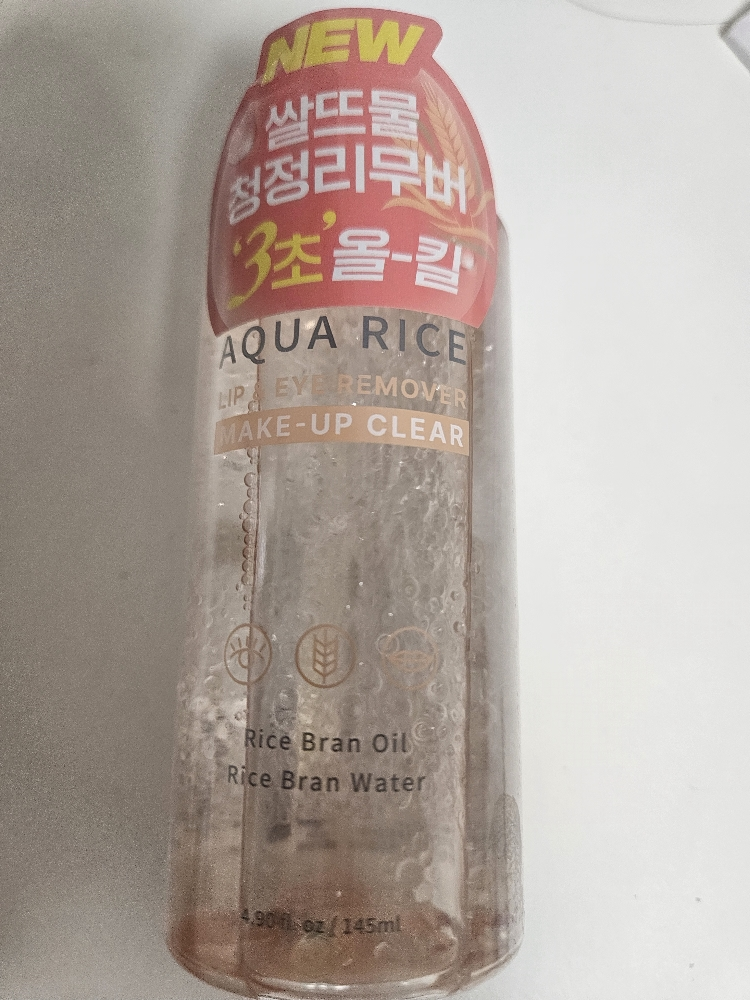 NEW
쌀뜨물
청정리무버
'3초' 올-킬
AQUA RICE
LIP & EYE REMOVER
MAKE-UP CLEAR
Rice Bran Oil
Rice Bran Water
4.90 fl. oz / 145ml